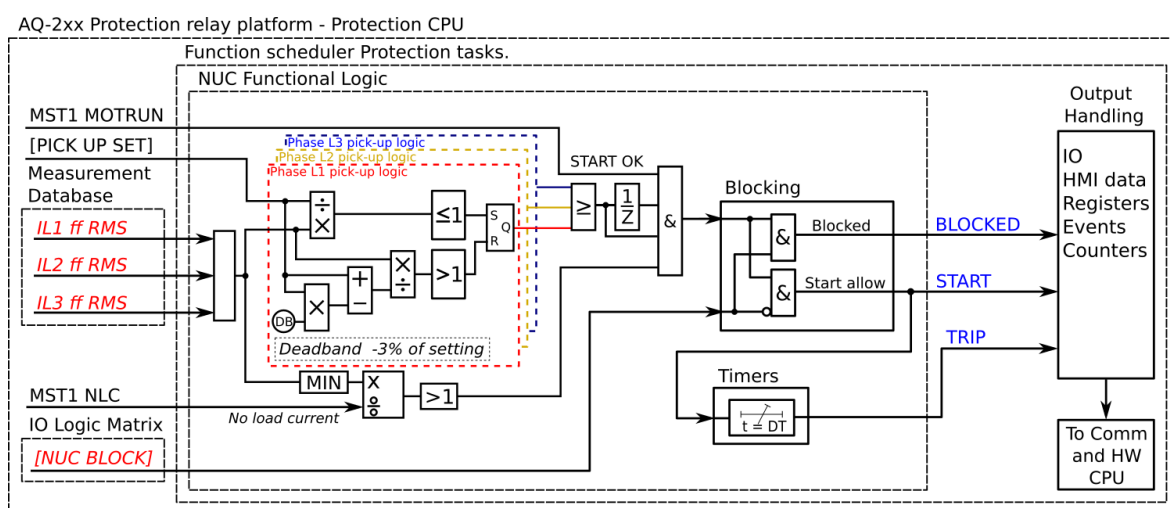 AQ-2xx Protection relay platform - Protection CPU
Function scheduler Protection tasks.
NUC Functional Logic
MST1 MOTRUN
[PICK UP SET]
Measurement
Database
IL1 ff RMS
IL2 ff RMS
IL3 ff RMS
MST1 NLC
No load current
IO Logic Matrix
[NUC BLOCK]
Phase L3 pick-up logic
Phase L2 pick-up logic
Phase L1 pick-up logic
÷
×
≤1
S
Q
R
×
÷
>1
+
−
×
DB
Deadband -3% of setting
MIN
X
÷
>1
START OK
≥
1
Z
&
Blocking
&
Blocked
&
Start allow
Timers
t = DT
BLOCKED
START
TRIP
Output
Handling
IO
HMI data
Registers
Events
Counters
To Comm
and HW
CPU